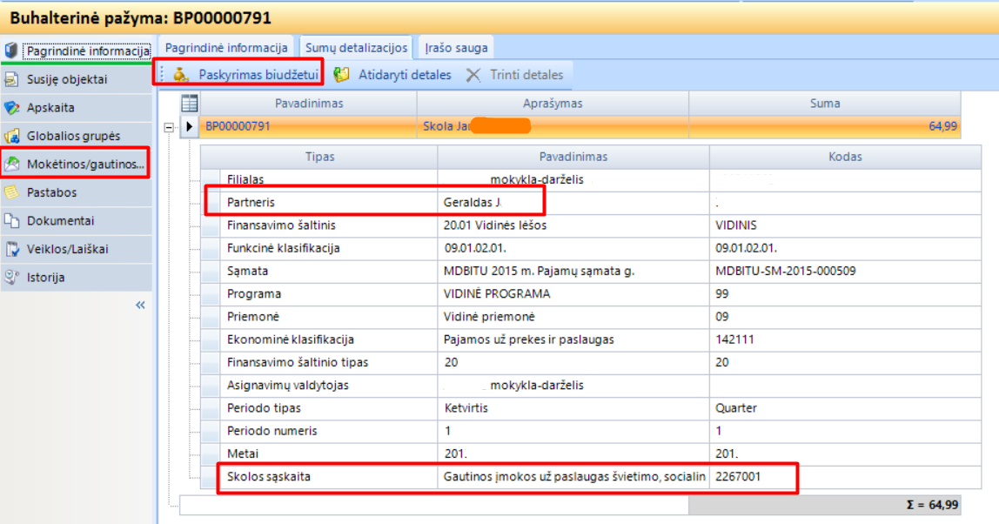 Buhalterinė pažyma: BP00000791
Pagrindinė informacija
Susiję objektai
Apskaita
Globalios grupės
Mokėtinos/gautinos...
Pastabos
Dokumentai
Veiklos/Laiškai
Istorija
«
Pagrindinė informacija Sumų detalizacijos Įrašo sauga
Paskyrimas biudžetui Atidaryti detales Trinti detales
Pavadinimas Aprašymas Suma
BP00000791 Skola 64,99
Tipas Pavadinimas Kodas
Filialas mokykla-darželis
Partneris Geraldas J.
Finansavimo šaltinis 20.01 Vidinės lėšos VIDINIS
Funkcinė klasifikacija 09.01.02.01. 09.01.02.01.
Sąmata MDBITU 2015 m. Pajamų sąmata g. MDBITU-SM-2015-000509
Programa VIDINĖ PROGRAMA 99
Priemonė Vidinė priemonė 09
Ekonominė klasifikacija Pajamos už prekes ir paslaugas 142111
Finansavimo šaltinio tipas 20 20
Asignavimų valdytojas mokykla-darželis
Periodo tipas Ketvirtis Quarter
Periodo numeris 1 1
Metai 201. 201.
Skolos sąskaita Gautinos įmokos už paslaugas švietimo, socialin 2267001
Σ = 64,99